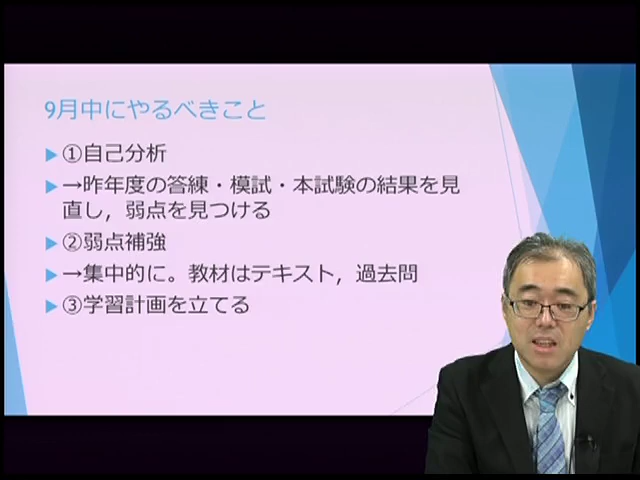 9月中にやるべきこと
①自己分析
→昨年度の答練・模試・本試験の結果を見
直し，弱点を見つける
②弱点補強
→集中的に。教材はテキスト，過去問
③学習計画を立てる